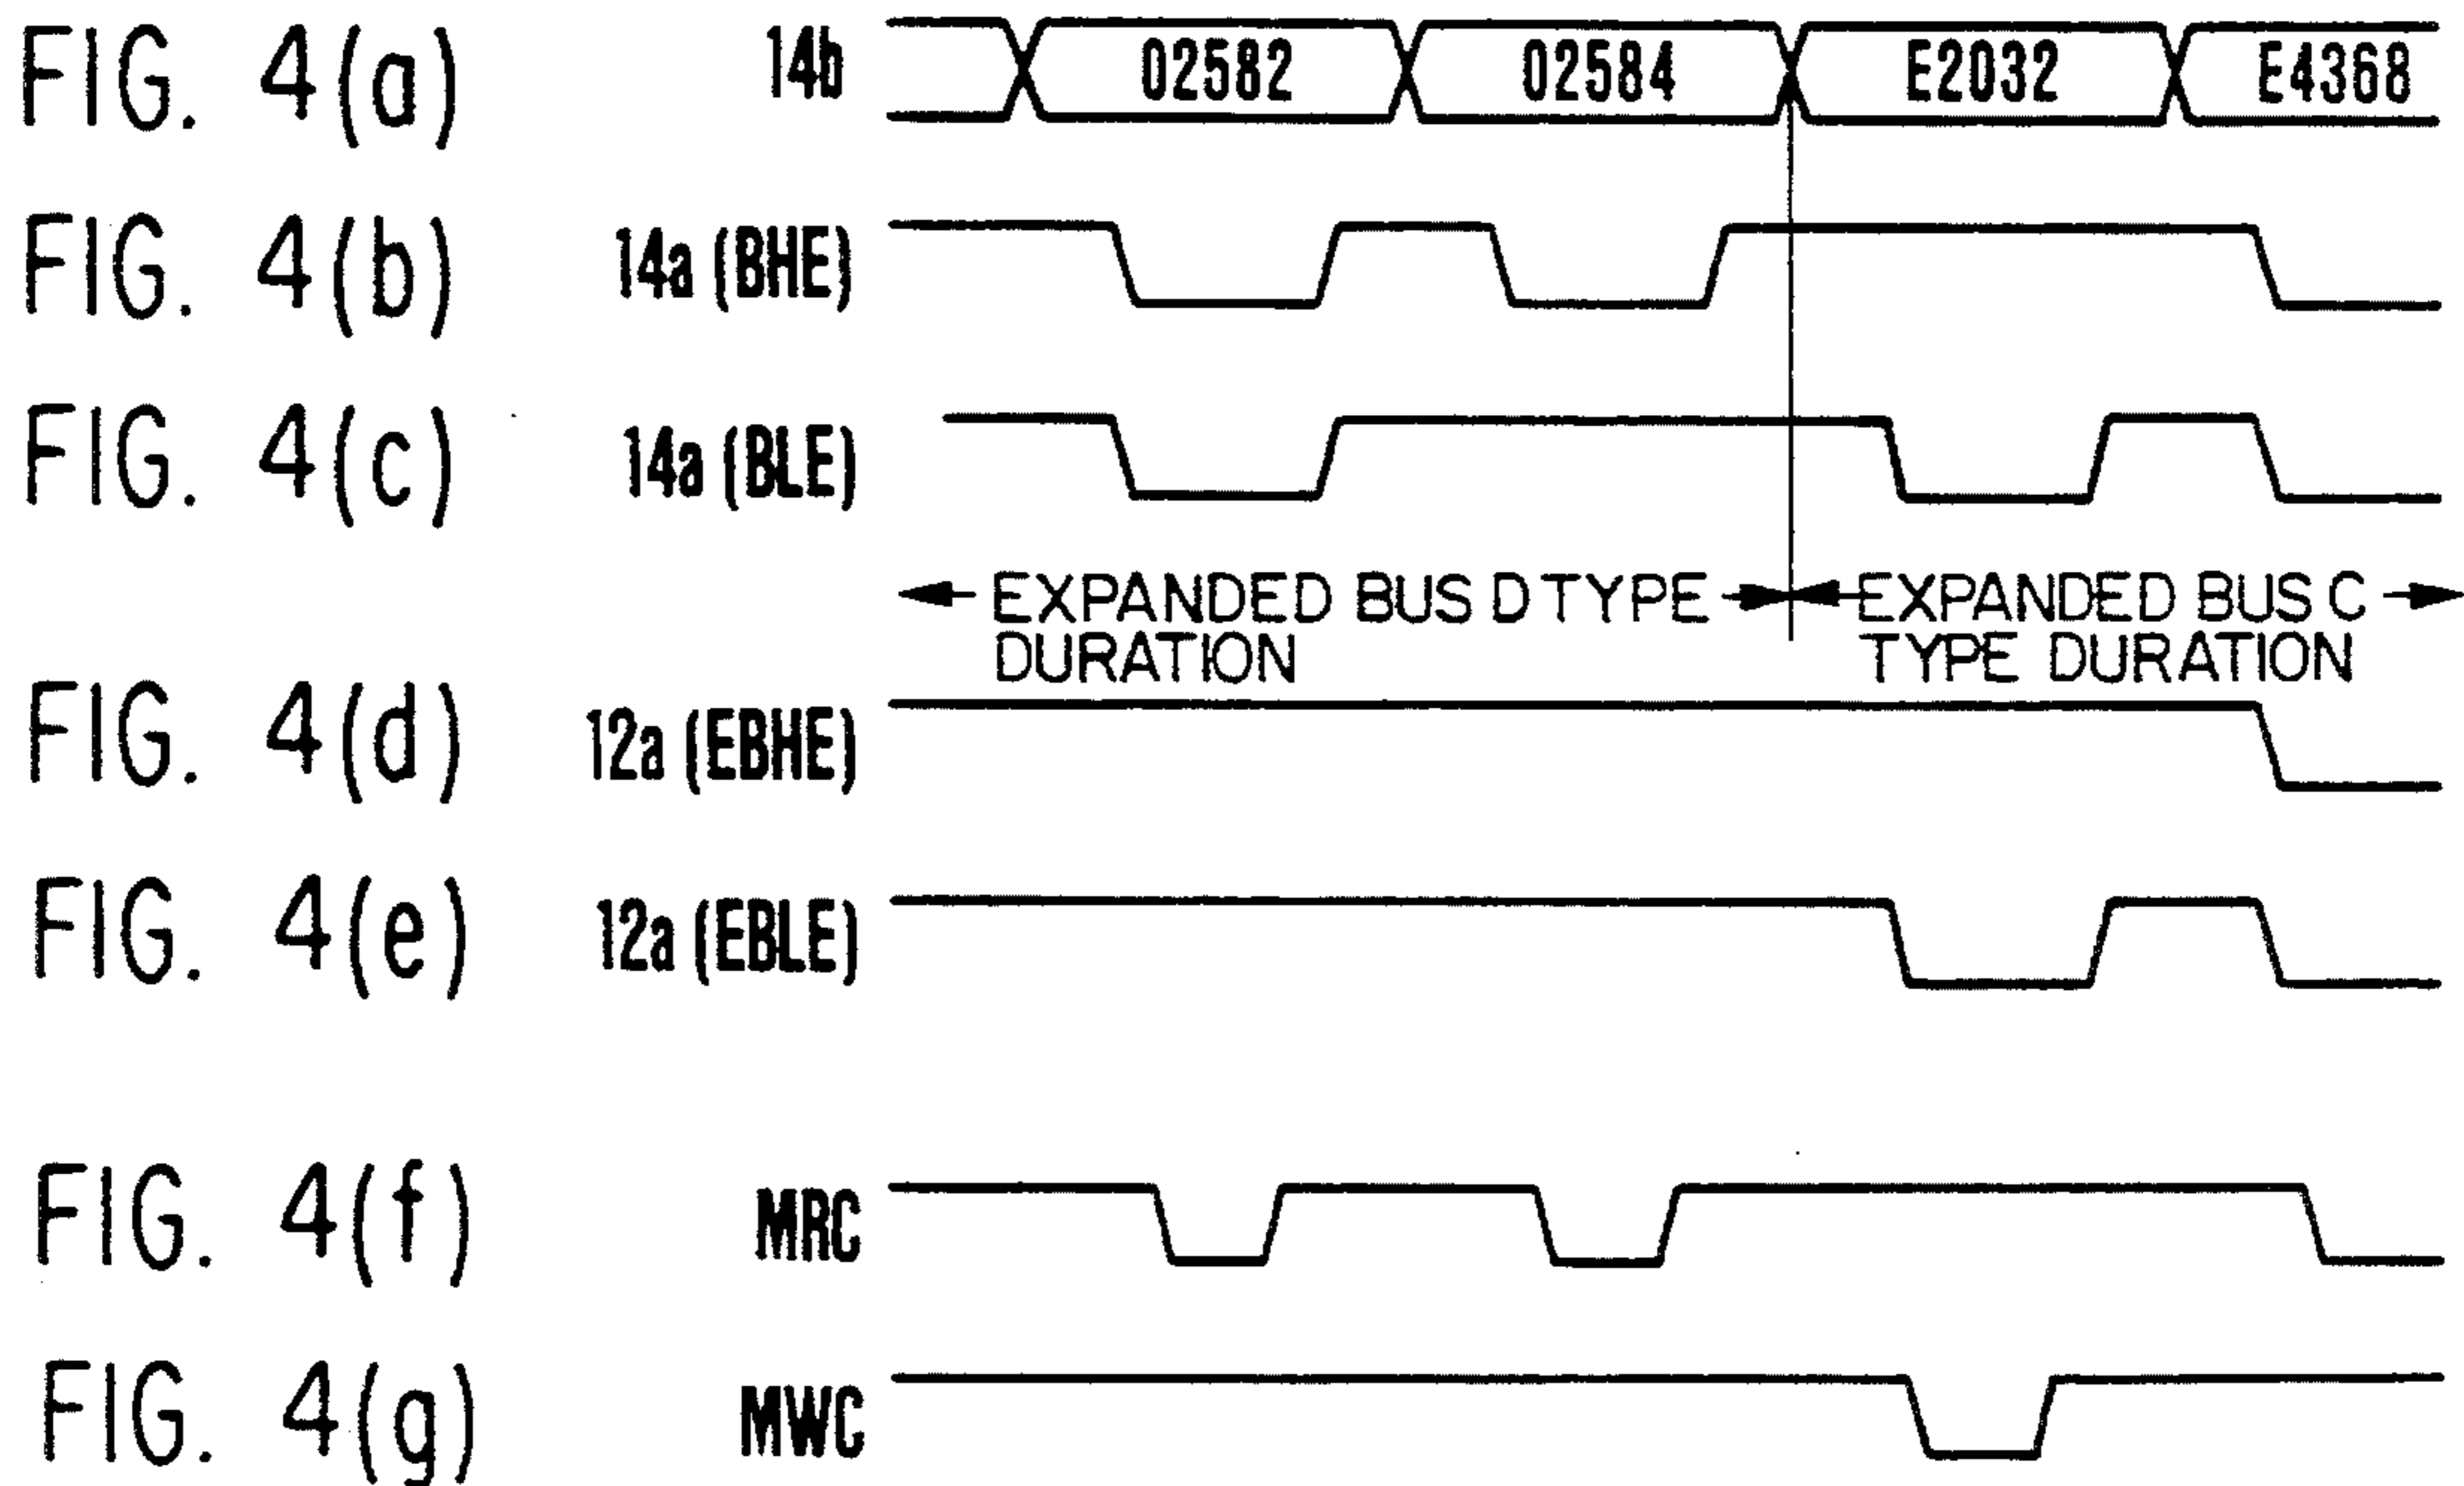 FIG. 4(a) 14b 02582 02584 E2032 E4368
FIG. 4(b) 14a (BHE)
FIG. 4(c) 14a (BLE)
EXPANDED BUS D TYPE DURATION
EXPANDED BUS C TYPE DURATION
FIG. 4(d) 12a (EBHE)
FIG. 4(e) 12a (EBLE)
FIG. 4(f) MRC
FIG. 4(g) MWC